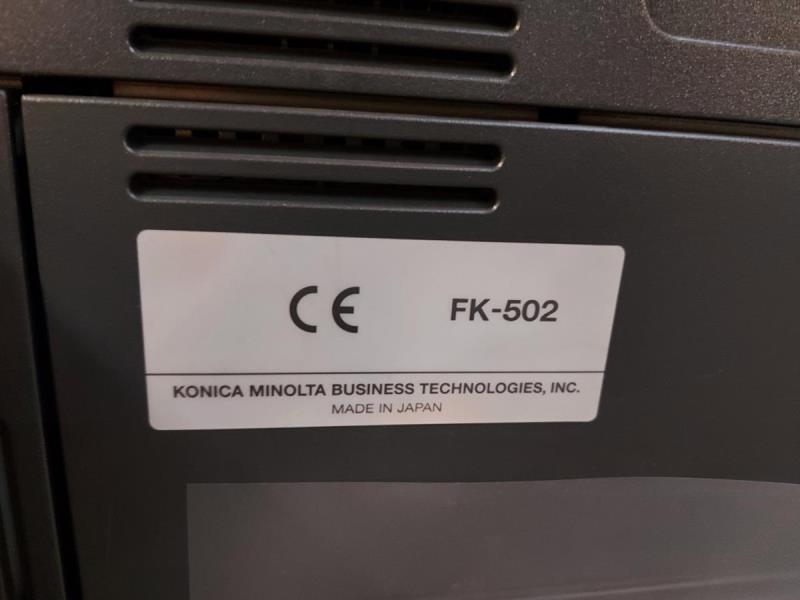 CE FK-502
KONICA MINOLTA BUSINESS TECHNOLOGIES, INC.
MADE IN JAPAN